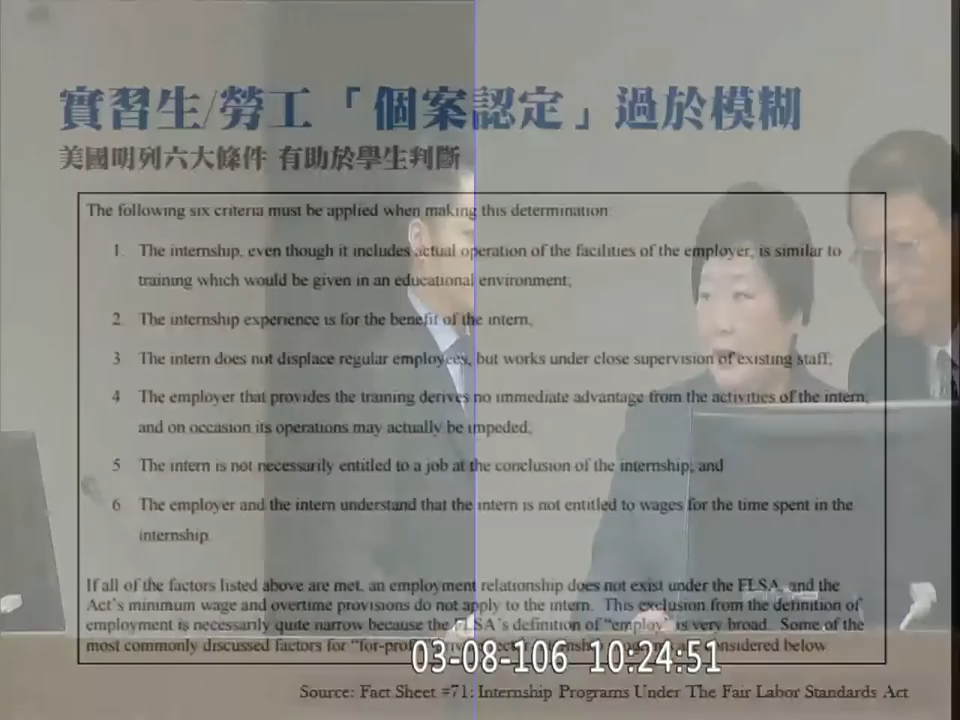 實習生/勞工「個案認定」過於模糊
美國明列六大條件 有助於學生判斷
The following six criteria must be applied when making this determination:
1. The internship, even though it includes actual operation of the facilities of the employer, is similar to
training which would be given in an educational environment;
2. The internship experience is for the benefit of the intern;
3 The intern does not displace regular employees, but works under close supervision of existing staff;
4 The employer that provides the training derives no immediate advantage from the activities of the intern;
and on occasion its operations may actually be impeded;
5 The intern is not necessarily entitled to a job at the conclusion of the internship; and
6 The employer and the intern understand that the intern is not entitled to wages for the time spent in the
internship.
If all of the factors listed above are met, an employment relationship does not exist under the FLSA, and the
Act's minimum wage and overtime provisions do not apply to the intern. This exclusion from the definition of
employment is necessarily quite narrow because the FLSA's definition of "employ" is very broad. Some of the
most commonly discussed factors for considered below.
03-08-106 10:24:51
Source: Fact Sheet #71: Internship Programs Under The Fair Labor Standards Act